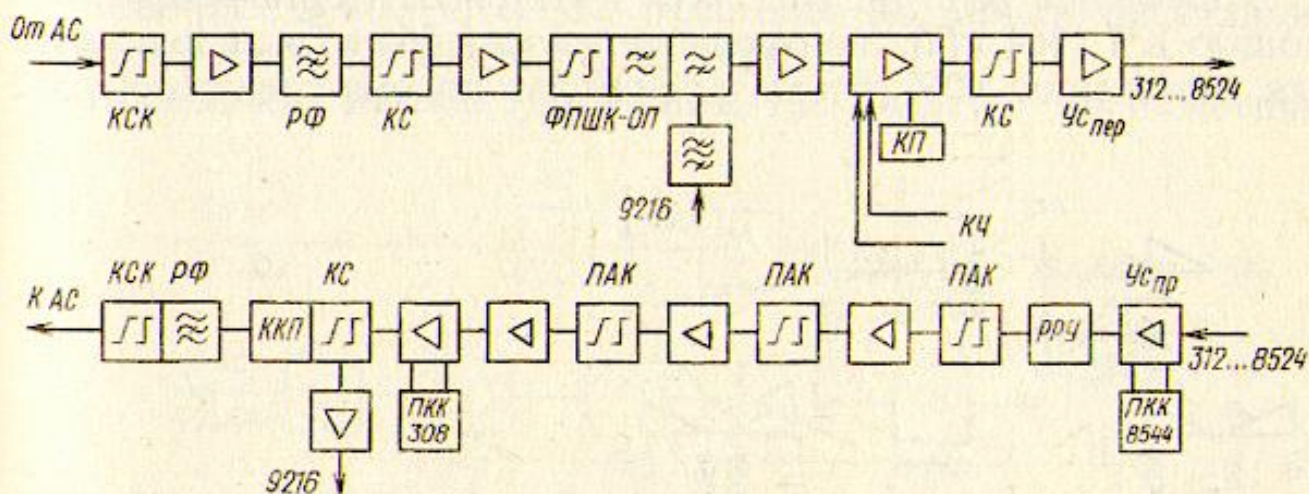 От АС
КСК
РФ
КС
ФПШК-ОП
КП
КС
Ус пер
312...8524
9216
КЧ
КСК
РФ
КС
ПАК
ПАК
ПАК
Ус пр
К АС
ККП
РРУ
312...8524
ПКК
308
ПКК
8544
9216